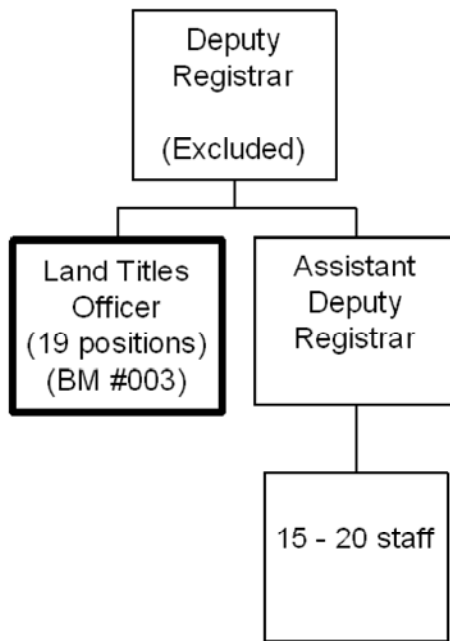 Deputy
Registrar
(Excluded)
Land Titles
Officer
(19 positions)
(BM #003)
Assistant
Deputy
Registrar
15 - 20 staff